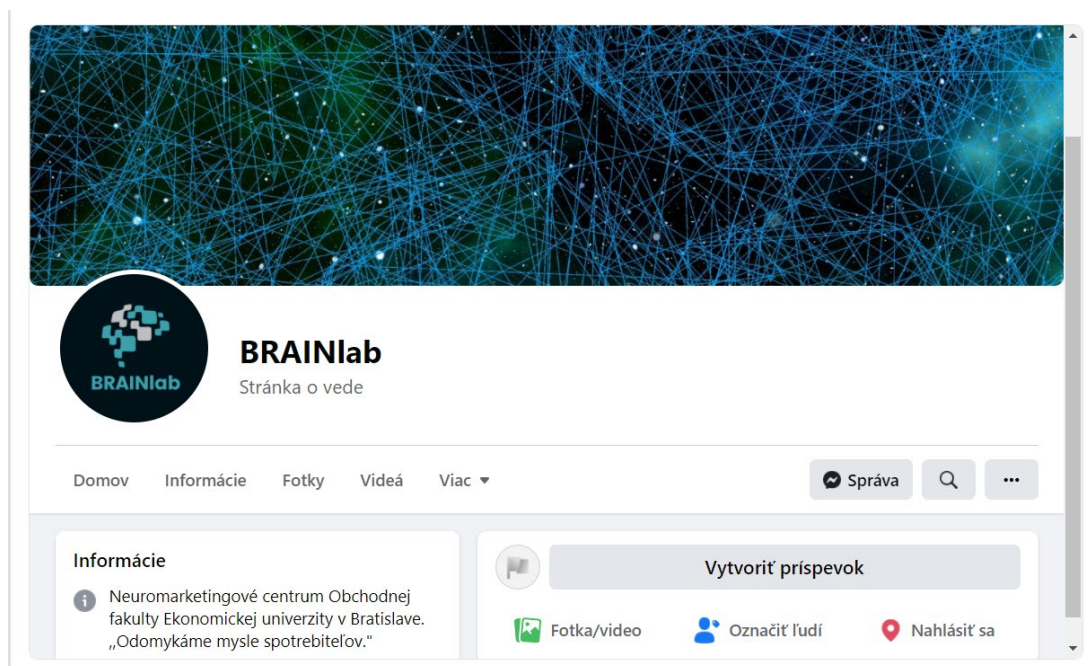 BRAINlab
BRAINlab
Stránka o vede
Domov Informácie Fotky Videá Viac Správa
Informácie
Neuromarketingové centrum Obchodnej
fakulty Ekonomickej univerzity v Bratislave.
„Odomykáme mysle spotrebiteľov."
Vytvoriť príspevok
Fotka/video Označiť ľudí Nahlásiť sa